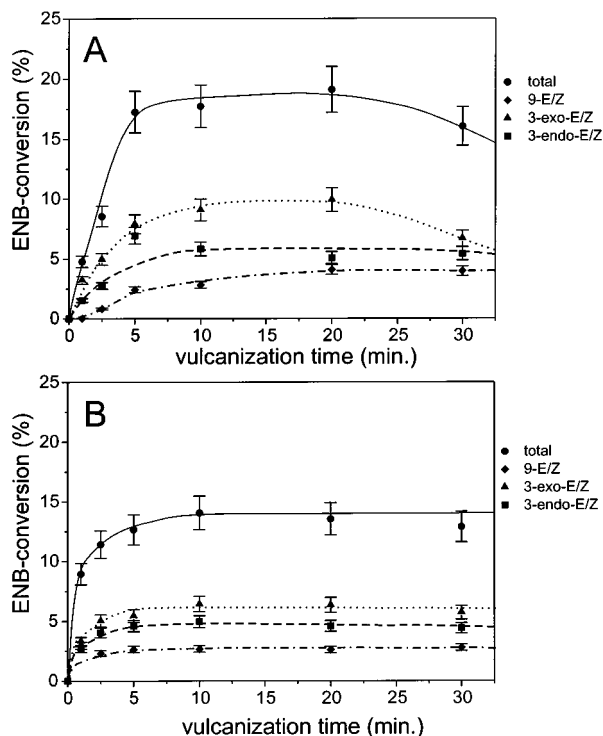 A
ENB-conversion (%)
25
20
15
10
5
0
0 5 10 15 20 25 30
vulcanization time (min.)
total
9-E/Z
3-exo-E/Z
3-endo-E/Z
B
ENB-conversion (%)
25
20
15
10
5
0
0 5 10 15 20 25 30
vulcanization time (min.)
total
9-E/Z
3-exo-E/Z
3-endo-E/Z